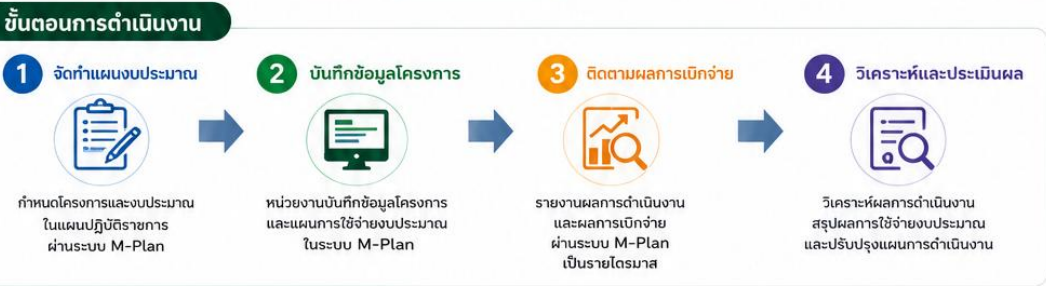 ขั้นตอนการดำเนินงาน
1 จัดทำแผนงบประมาณ
กำหนดโครงการและงบประมาณ
ในแผนปฏิบัติราชการ
ผ่านระบบ M-Plan
2 บันทึกข้อมูลโครงการ
หน่วยงานบันทึกข้อมูลโครงการ
และแผนการใช้จ่ายงบประมาณ
ในระบบ M-Plan
3 ติดตามผลการเบิกจ่าย
รายงานผลการดำเนินงาน
และผลการเบิกจ่าย
ผ่านระบบ M-Plan
เป็นรายไตรมาส
4 วิเคราะห์และประเมินผล
วิเคราะห์ผลการดำเนินงาน
สรุปผลการใช้จ่ายงบประมาณ
และปรับปรุงแผนการดำเนินงาน